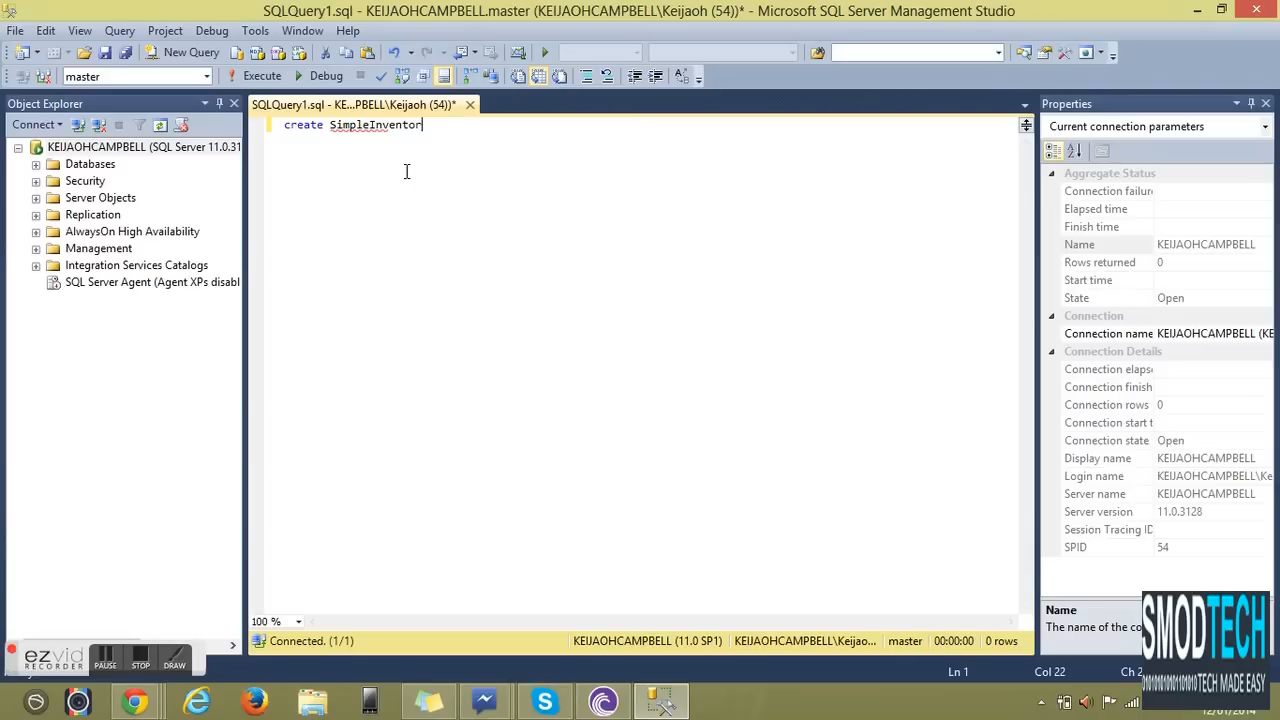 SQLQuery1.sql - KEIJAOHCAMPBELL.master (KEIJAOHCAMPBELL\Keijaoh (54))* - Microsoft SQL Server Management Studio
File Edit View Query Project Debug Tools Window Help
New Query
master Execute Debug
Object Explorer
Connect
KEIJAOHCAMPBELL (SQL Server 11.0.31
Databases
Security
Server Objects
Replication
AlwaysOn High Availability
Management
Integration Services Catalogs
SQL Server Agent (Agent XPs disabl
SQLQuery1.sql - KE...PBELL\Keijaoh (54))*
create SimpleInventor
100 %
Connected. (1/1) KEIJAOHCAMPBELL (11.0 SP1) KEIJAOHCAMPBELL\Keijao... master 00:00:00 0 rows
Properties
Current connection parameters
Aggregate Status
Connection failure
Elapsed time
Finish time
Name KEIJAOHCAMPBELL
Rows returned 0
Start time
State Open
Connection
Connection name KEIJAOHCAMPBELL (KE
Connection Details
Connection elapse
Connection finish
Connection rows 0
Connection start t
Connection state Open
Display name KEIJAOHCAMPBELL
Login name KEIJAOHCAMPBELL\Kei
Server name KEIJAOHCAMPBELL
Server version 11.0.3128
Session Tracing ID
SPID 54
Name
The name of the co
Ln 1 Col 22 Ch 2
ezvid
RECORDER
PAUSE STOP DRAW
SMODTECH
TECH MADE EASY
12/01/2014